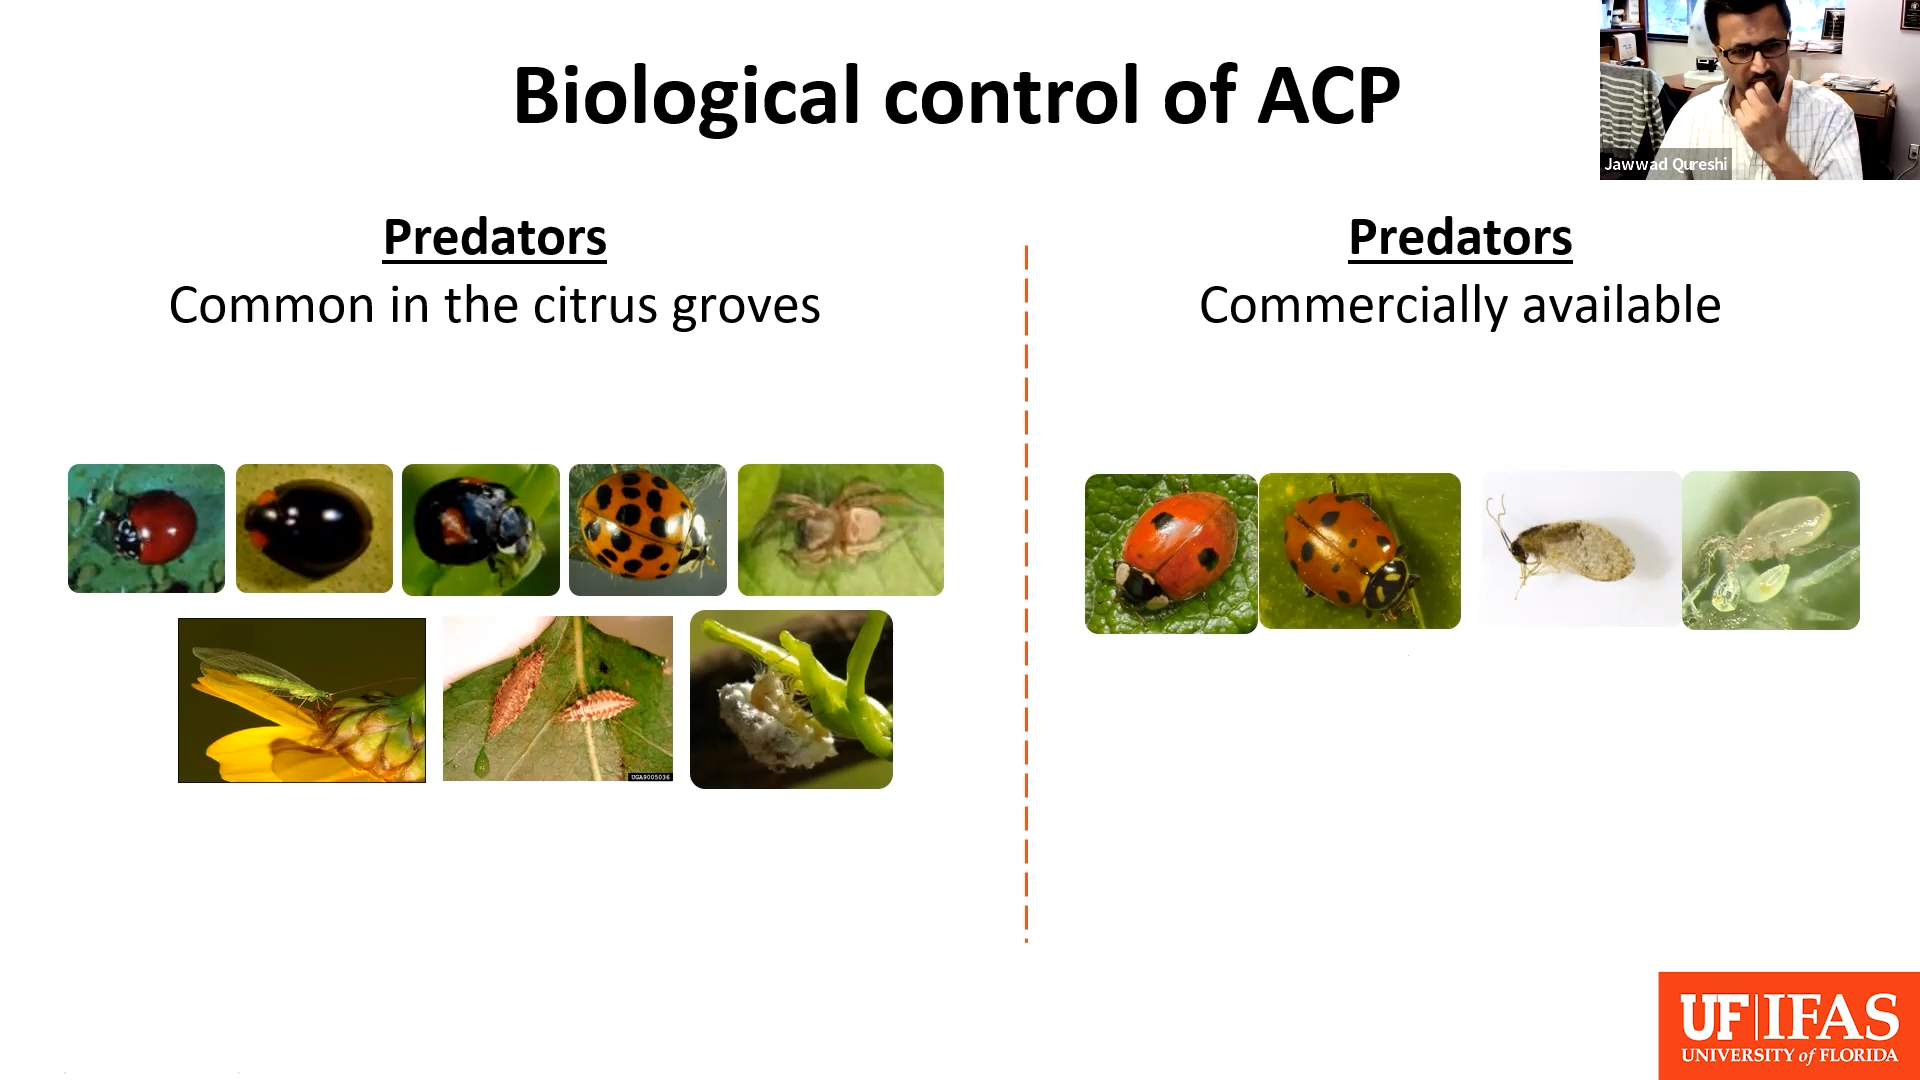 Biological control of ACP
Jawwad Qureshi
Predators
Common in the citrus groves
Predators
Commercially available
UGA9005036
UF|IFAS
UNIVERSITY of FLORIDA